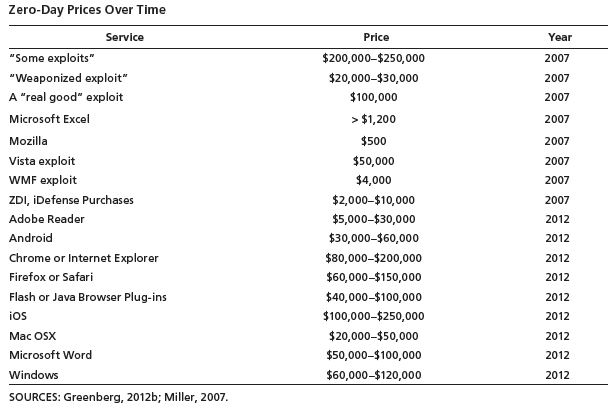 Zero-Day Prices Over Time
Service Price Year
“Some exploits” $200,000–$250,000 2007
“Weaponized exploit” $20,000–$30,000 2007
A “real good” exploit $100,000 2007
Microsoft Excel > $1,200 2007
Mozilla $500 2007
Vista exploit $50,000 2007
WMF exploit $4,000 2007
ZDI, iDefense Purchases $2,000–$10,000 2007
Adobe Reader $5,000–$30,000 2012
Android $30,000–$60,000 2012
Chrome or Internet Explorer $80,000–$200,000 2012
Firefox or Safari $60,000–$150,000 2012
Flash or Java Browser Plug-ins $40,000–$100,000 2012
iOS $100,000–$250,000 2012
Mac OSX $20,000–$50,000 2012
Microsoft Word $50,000–$100,000 2012
Windows $60,000–$120,000 2012
SOURCES: Greenberg, 2012b; Miller, 2007.